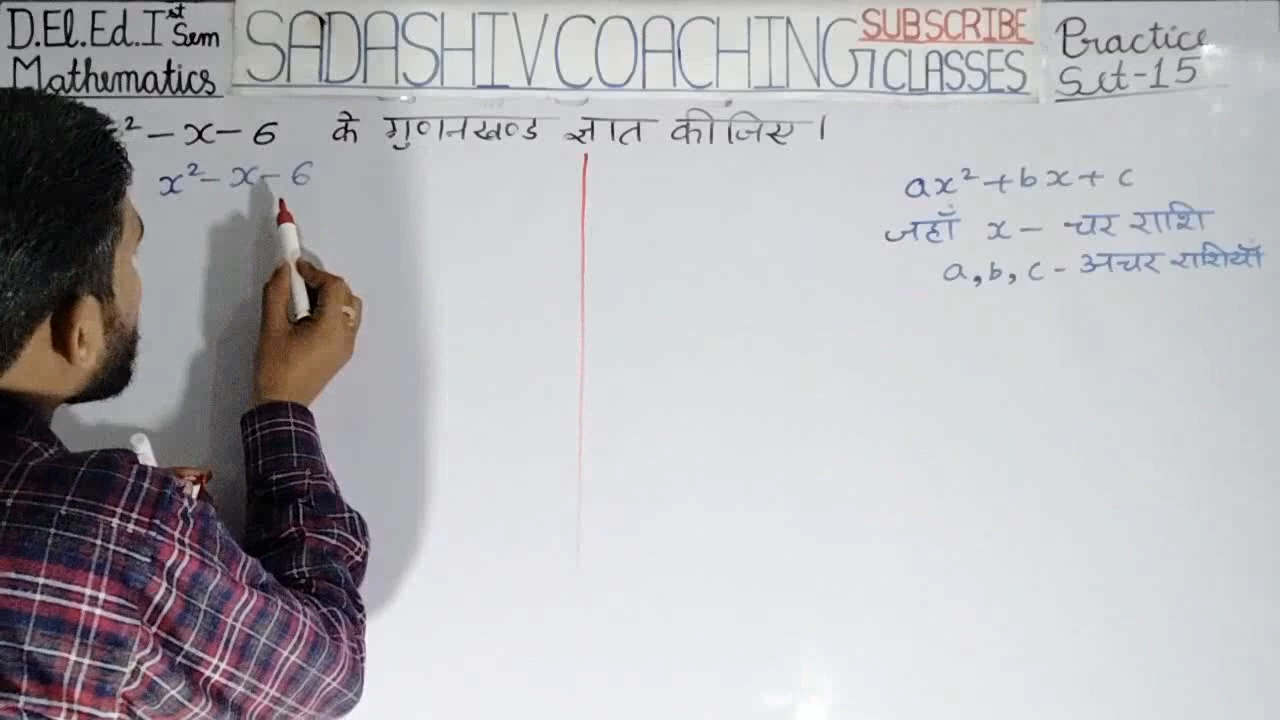 D.El.Ed. Ist Sem
Mathematics
SADASHIV COACHING CLASSES
SUBSCRIBE
Practice
Set-15
² - x - 6 के गुणनखण्ड ज्ञात कीजिए।
x² - x - 6
ax² + bx + c
जहाँ x - चर राशि
a, b, c - अचर राशियाँ